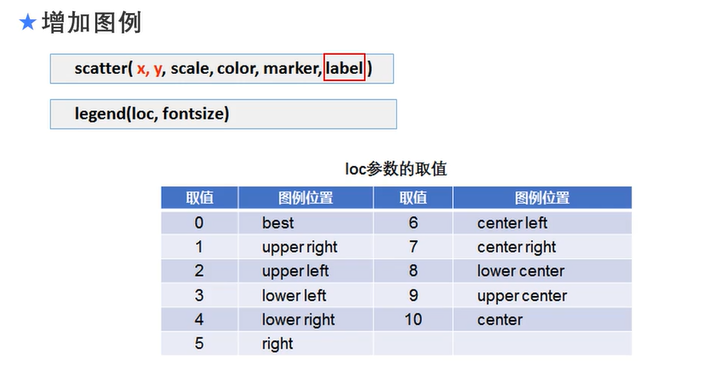 ★增加图例
scatter( x, y, scale, color, marker, label )
legend(loc, fontsize)
loc参数的取值
取值 图例位置 取值 图例位置
0 best 6 center left
1 upper right 7 center right
2 upper left 8 lower center
3 lower left 9 upper center
4 lower right 10 center
5 right